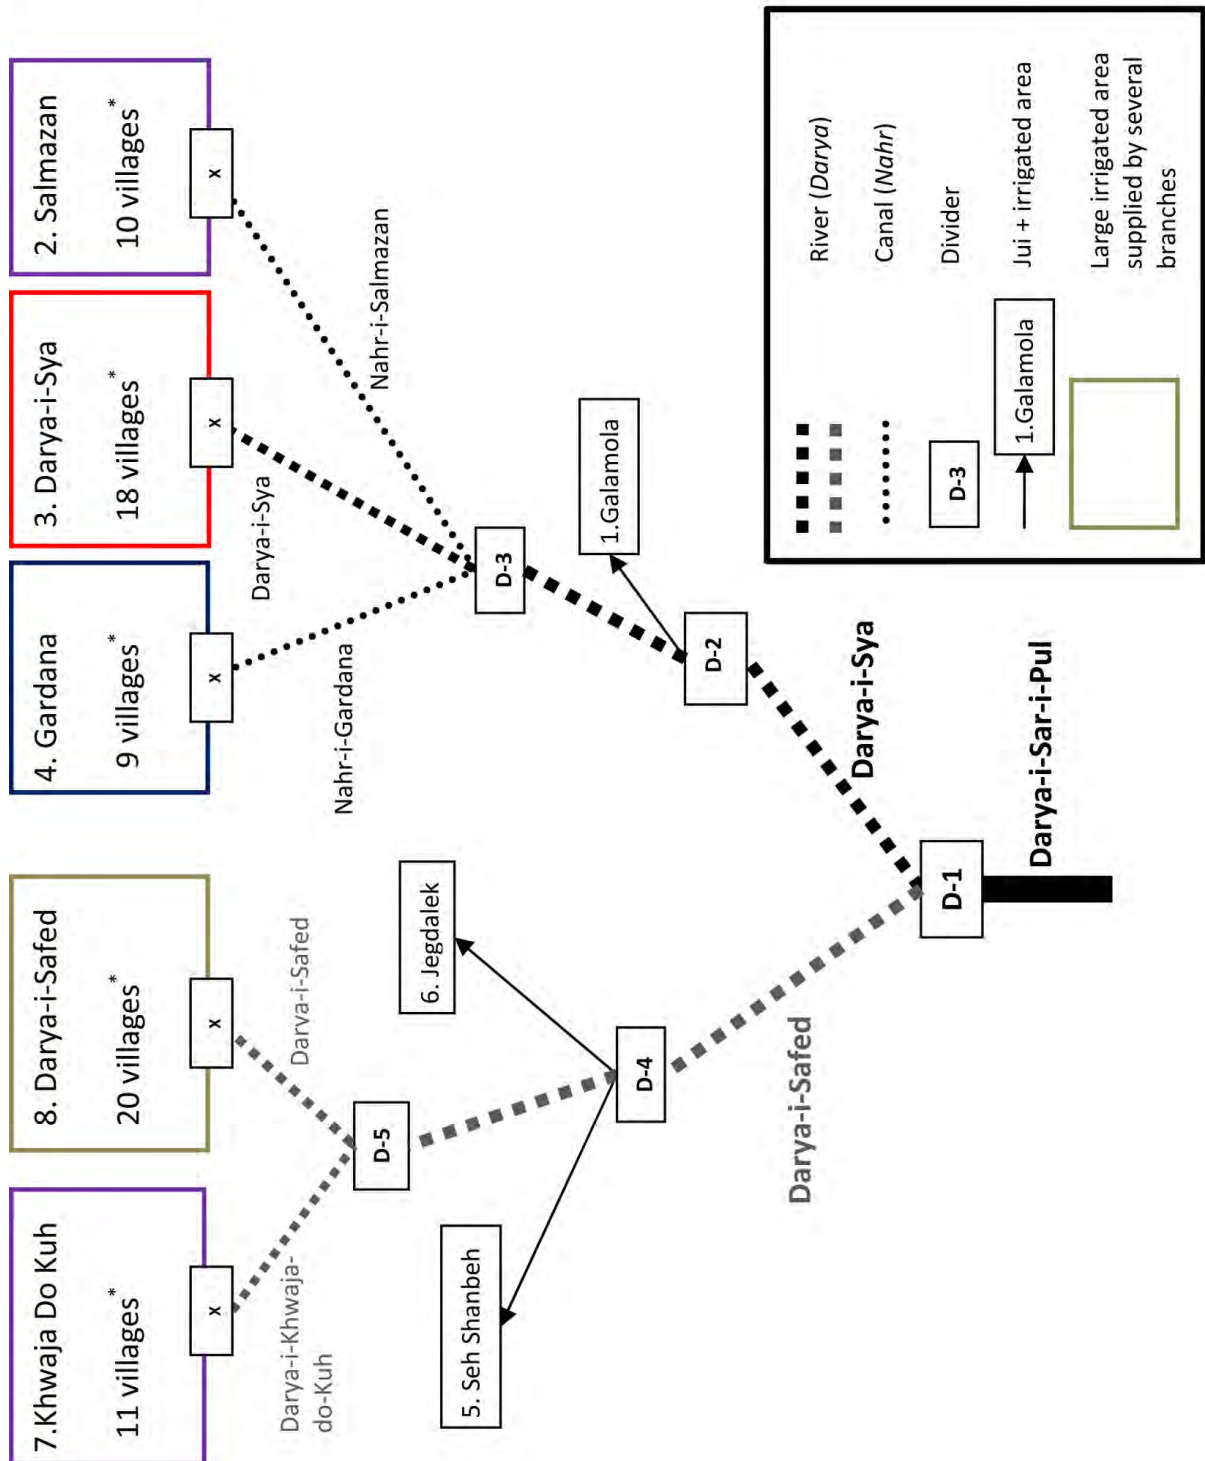 7.Khwaja Do Kuh
11 villages*
x
8. Darya-i-Safed
20 villages*
x
4. Gardana
9 villages*
x
3. Darya-i-Sya
18 villages*
x
2. Salmazan
10 villages*
x
Darya-i-Khwaja-
do-Kuh
Darya-i-Safed
Nahr-i-Gardana
Darya-i-Sya
Nahr-i-Salmazan
D-5
D-3
5. Seh Shanbeh
6. Jegdalek
1.Galamola
D-4
D-2
Darya-i-Safed
Darya-i-Sya
D-1
Darya-i-Sar-i-Pul
River (Darya)
Canal (Nahr)
D-3
Divider
1.Galamola
Jui + irrigated area
Large irrigated area
supplied by several
branches